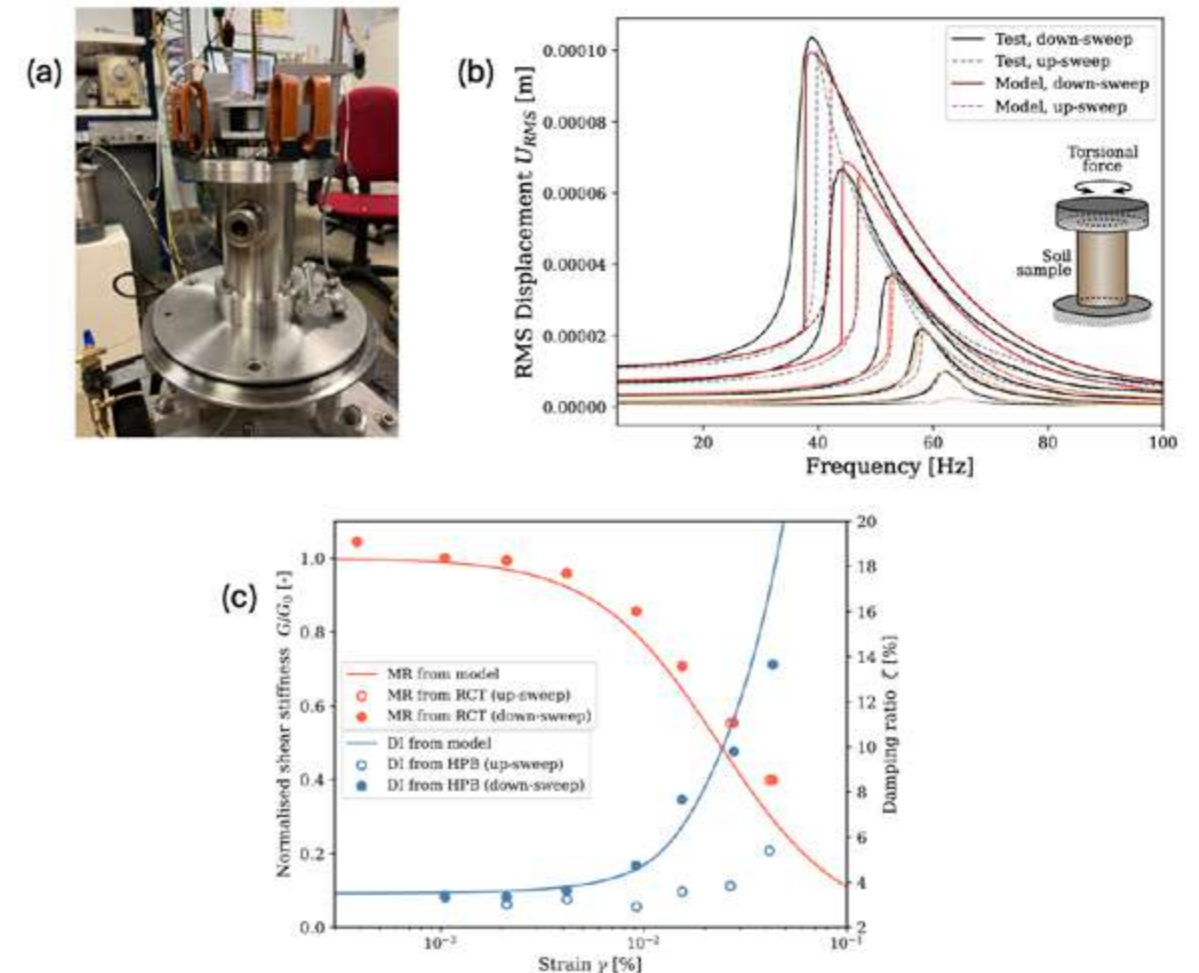 (a)
(b)
RMS Displacement U_RMS [m]
0.00010
0.00008
0.00006
0.00004
0.00002
0.00000
Test, down-sweep
Test, up-sweep
Model, down-sweep
Model, up-sweep
Torsional
force
Soil
sample
20
40
60
80
100
Frequency [Hz]
(c)
Normalised shear stiffness G/G₀ [-]
1.0
0.8
0.6
0.4
0.2
0.0
MR from model
MR from RCT (up-sweep)
MR from RCT (down-sweep)
DI from model
DI from HPB (up-sweep)
DI from HPB (down-sweep)
20
18
16
14
12
10
8
6
4
2
Damping ratio ζ [%]
10⁻²
10⁻¹
Strain γ [%]